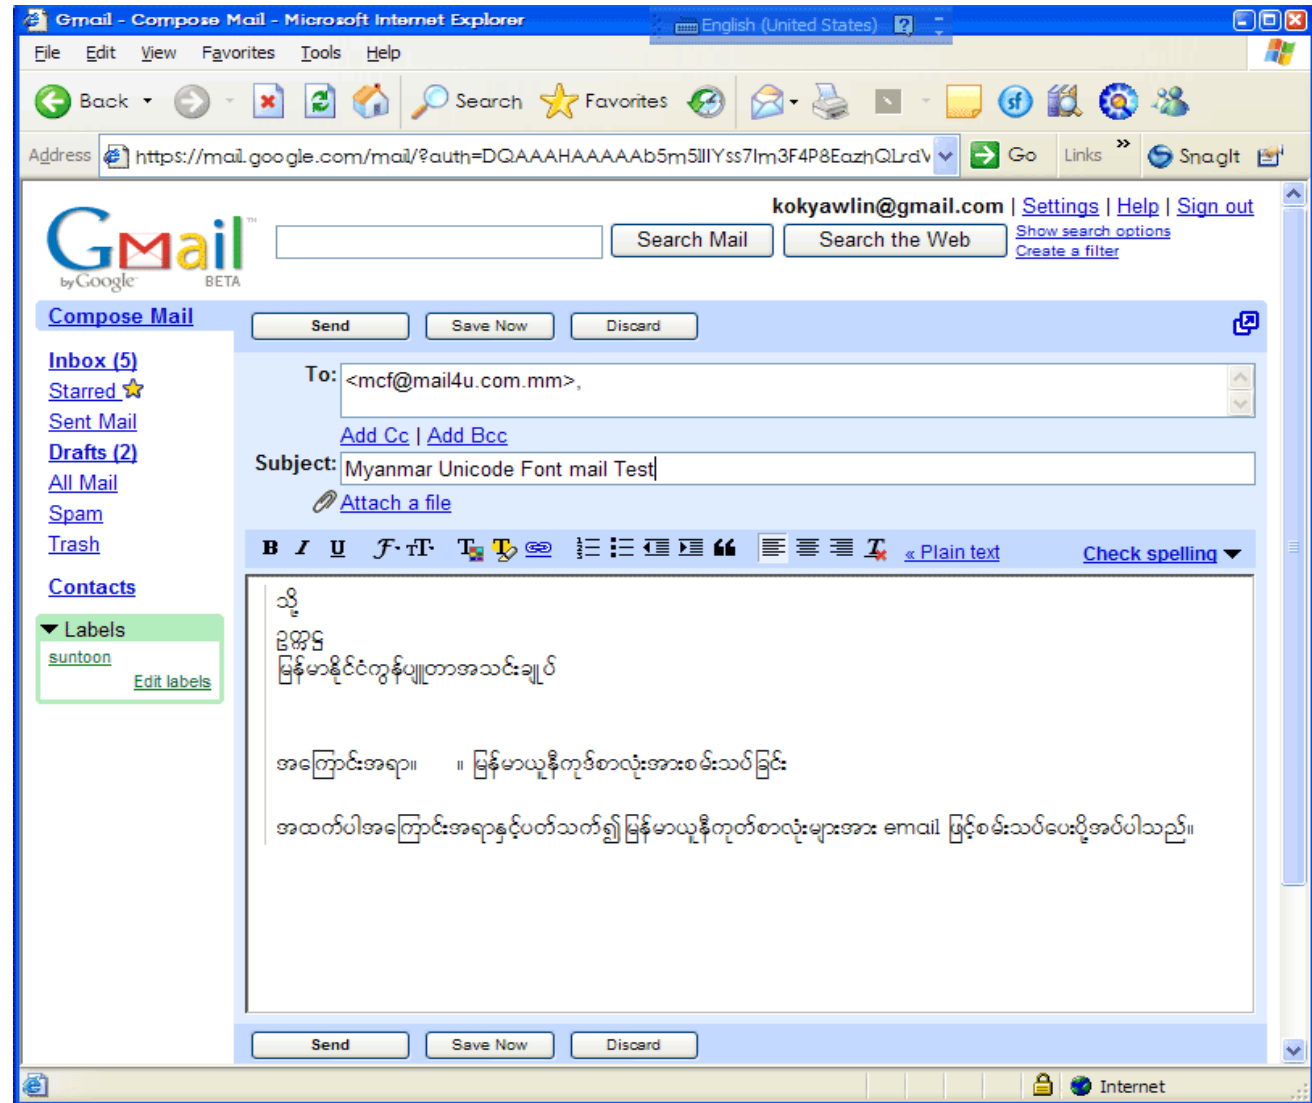 Gmail - Compose Mail - Microsoft Internet Explorer
English (United States)
File Edit View Favorites Tools Help
Back Search Favorites
Address https://mail.google.com/mail/?auth= Go Links » SnagIt
kokyawlin@gmail.com | Settings | Help | Sign out
Gmail ™ by Google BETA
Search Mail Search the Web Show search options
Create a filter
Compose Mail
Send Save Now Discard
Inbox (5)
Starred
Sent Mail
Drafts (2)
All Mail
Spam
Trash
Contacts
Labels
suntoon
Edit labels
To: <mcf@mail4u.com.mm>,
Add Cc | Add Bcc
Subject: Myanmar Unicode Font mail Test
Attach a file
B I U « Plain text Check spelling
သို့
ဥက္ကဋ္ဌ
မြန်မာနိုင်ငံကွန်ပျူတာအသင်းချုပ်
အကြောင်းအရာ။ ။ မြန်မာယူနီကုဒ်စာလုံးအားစမ်းသပ်ခြင်း
အထက်ပါအကြောင်းအရာနှင့်ပတ်သက်၍မြန်မာယူနီကုတ်စာလုံးများအား email ဖြင့်စမ်းသပ်ပေးပို့အပ်ပါသည်။
Send Save Now Discard
Internet